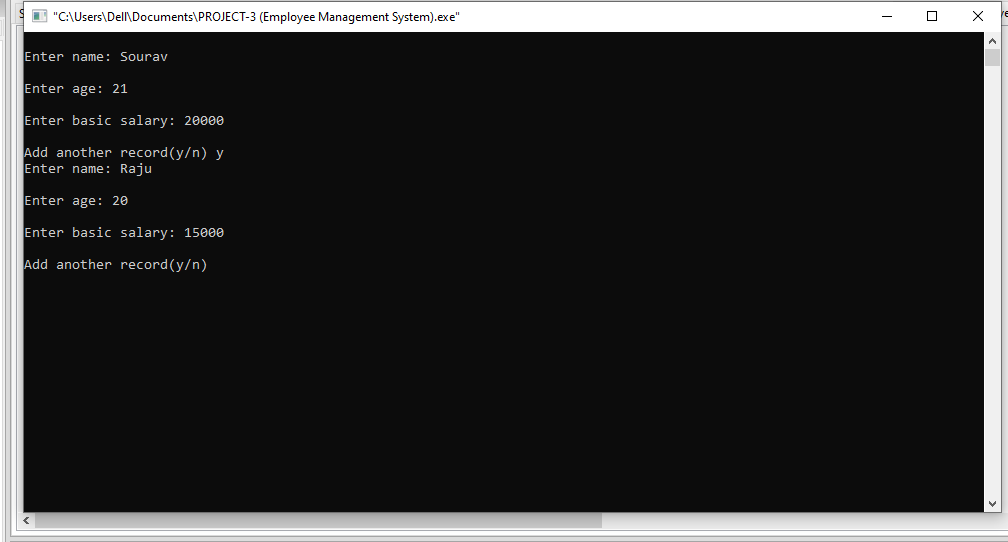 "C:\Users\Dell\Documents\PROJECT-3 (Employee Management System).exe"
Enter name: Sourav
Enter age: 21
Enter basic salary: 20000
Add another record(y/n) y
Enter name: Raju
Enter age: 20
Enter basic salary: 15000
Add another record(y/n)